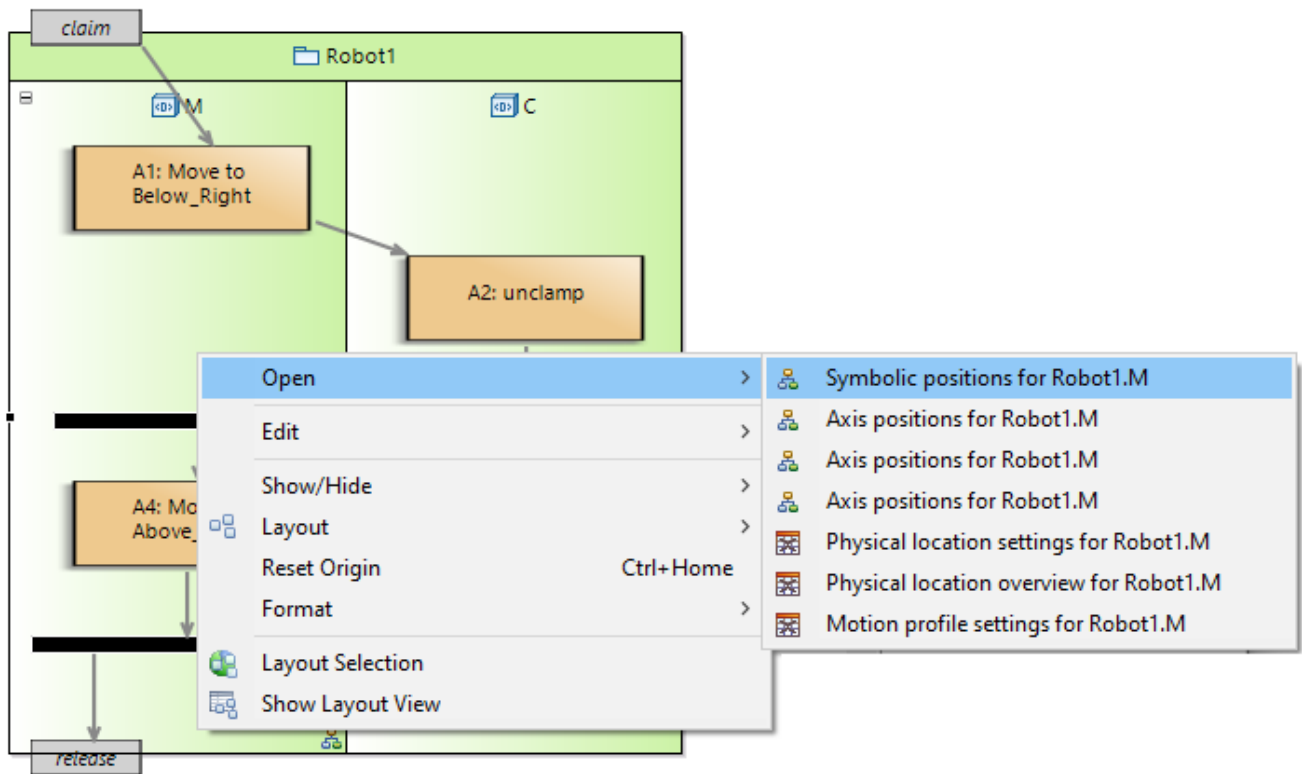 claim
Robot1
M
C
A1: Move to
Below_Right
A2: unclamp
Open
Symbolic positions for Robot1.M
Axis positions for Robot1.M
Edit
Axis positions for Robot1.M
Show/Hide
Axis positions for Robot1.M
A4: Mo
Above_
Layout
Physical location settings for Robot1.M
Reset Origin Ctrl+Home
Physical location overview for Robot1.M
Format
Motion profile settings for Robot1.M
Layout Selection
Show Layout View
release